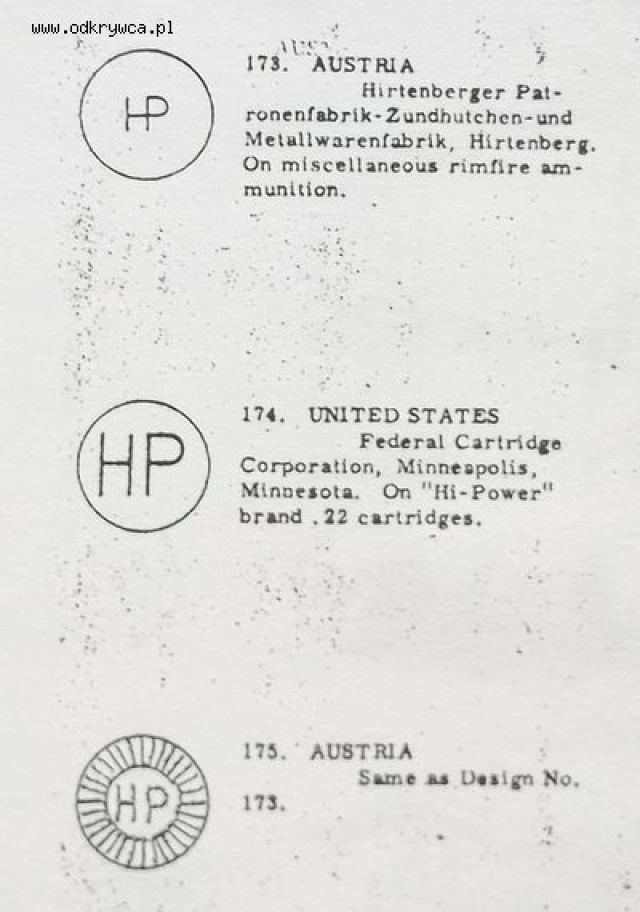 www.odkrywca.pl
HP
173. AUSTRIA
Hirtenberger Pat-
ronenfabrik-Zundhutchen-und
Metallwarenfabrik, Hirtenberg.
On miscellaneous rimfire am-
munition.
HP
174. UNITED STATES
Federal Cartridge
Corporation, Minneapolis,
Minnesota. On "Hi-Power"
brand .22 cartridges.
HP
175. AUSTRIA
Same as Design No.
173.